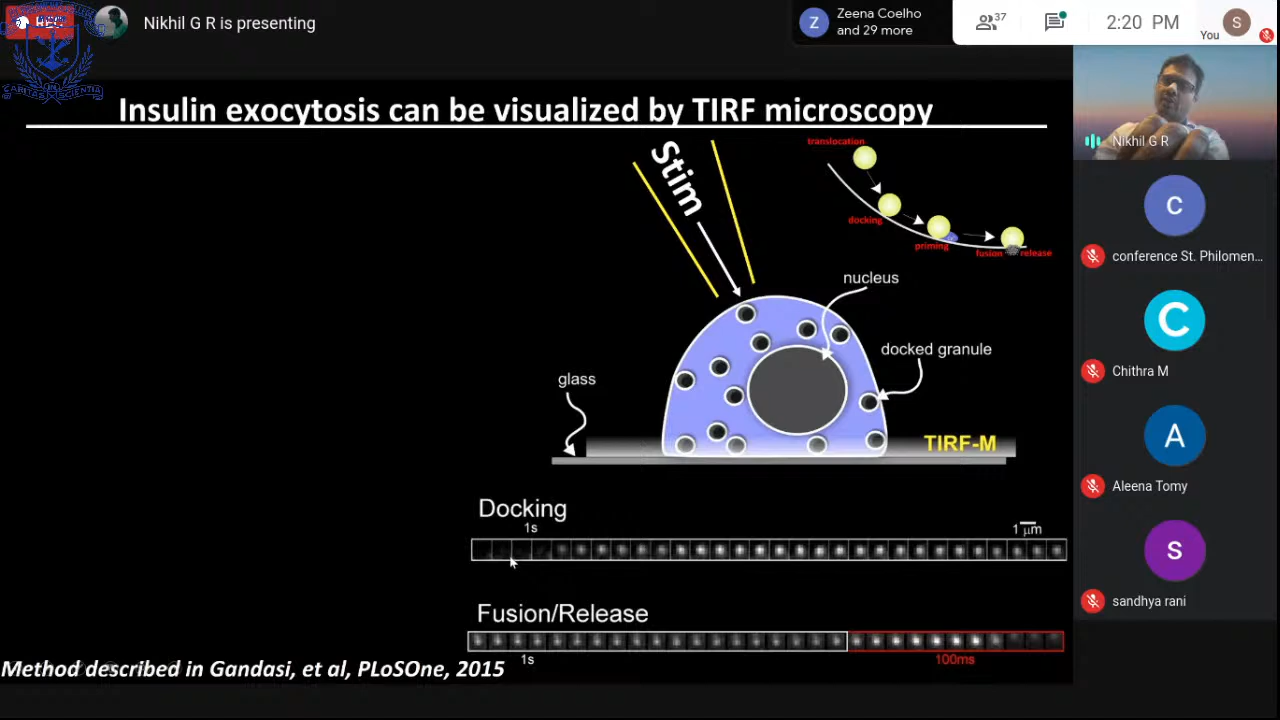 Nikhil G R is presenting
Z
Zeena Coelho
and 29 more
37
2:20 PM
You
S
CARITAS
SCIENTIA
Insulin exocytosis can be visualized by TIRF microscopy
Nikhil G R
translocation
Stim
docking
priming
fusion
release
C
conference St. Philomen...
nucleus
docked granule
glass
C
Chithra M
TIRF-M
A
Aleena Tomy
Docking
1s
1 μm
S
sandhya rani
Fusion/Release
1s
100ms
Method described in Gandasi, et al, PLoSOne, 2015